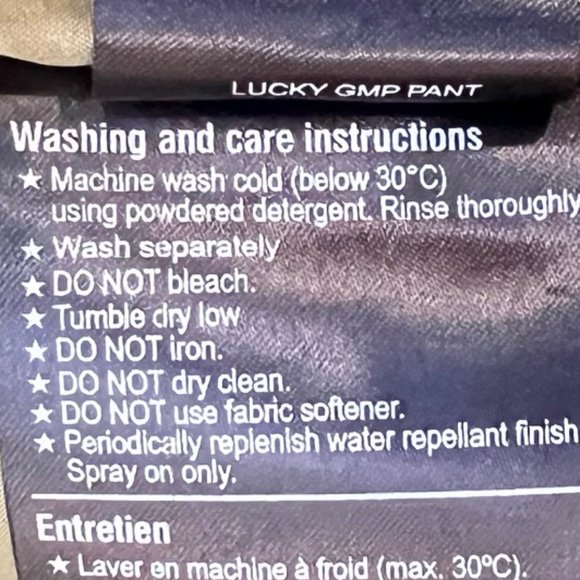 LUCKY GMP PANT
Washing and care instructions
★ Machine wash cold (below 30°C)
using powdered detergent. Rinse thoroughly
★ Wash separately
★ DO NOT bleach.
★ Tumble dry low
★ DO NOT iron.
★ DO NOT dry clean.
★ DO NOT use fabric softener.
★ Periodically replenish water repellant finish
Spray on only.
Entretien
★ Laver en machine à froid (max. 30ºC).